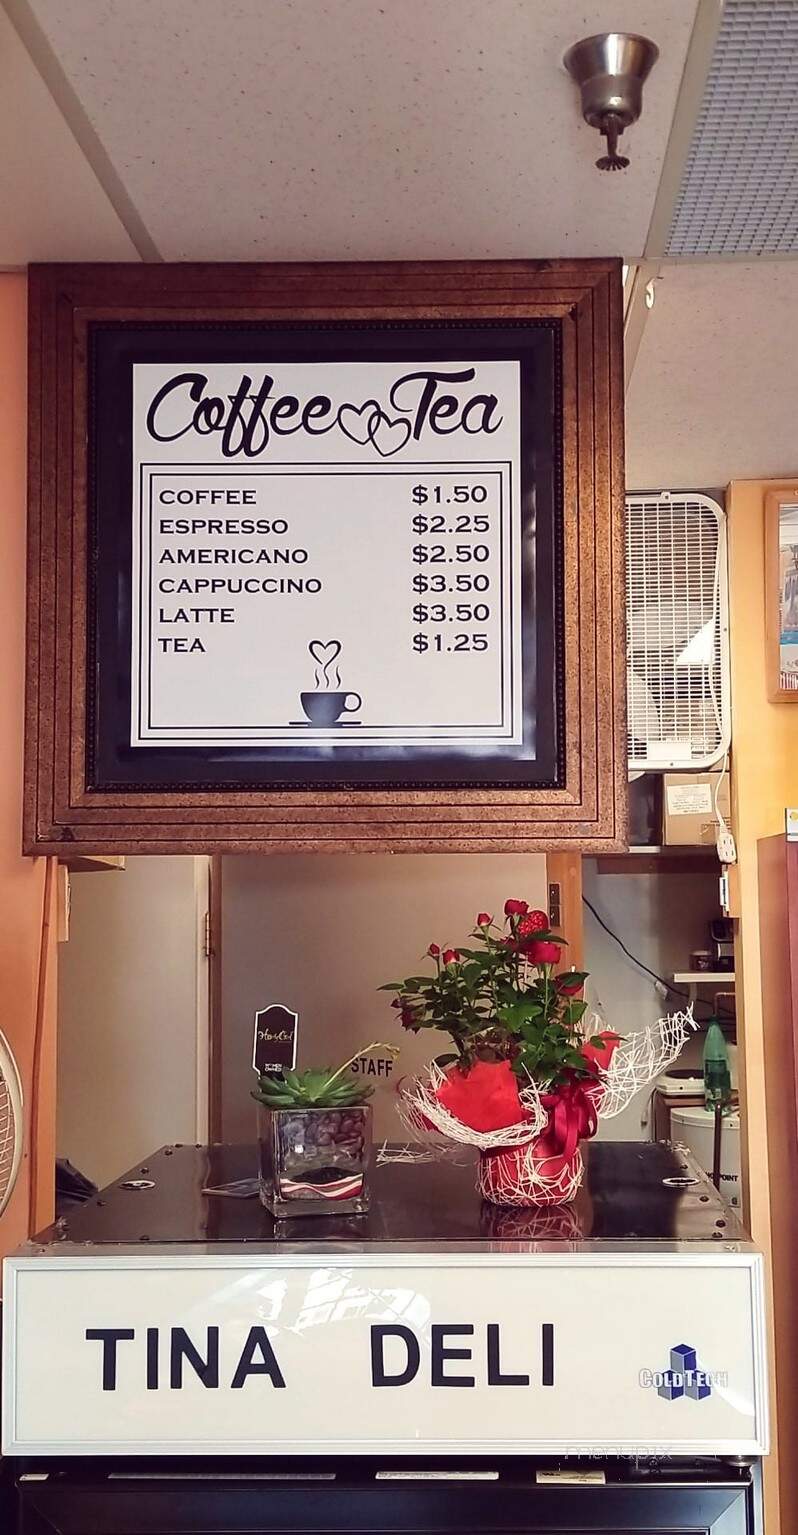 Coffee Tea
COFFEE $1.50
ESPRESSO $2.25
AMERICANO $2.50
CAPPUCCINO $3.50
LATTE $3.50
TEA $1.25
STAFF
TINA DELI
COLDTECH
menupix